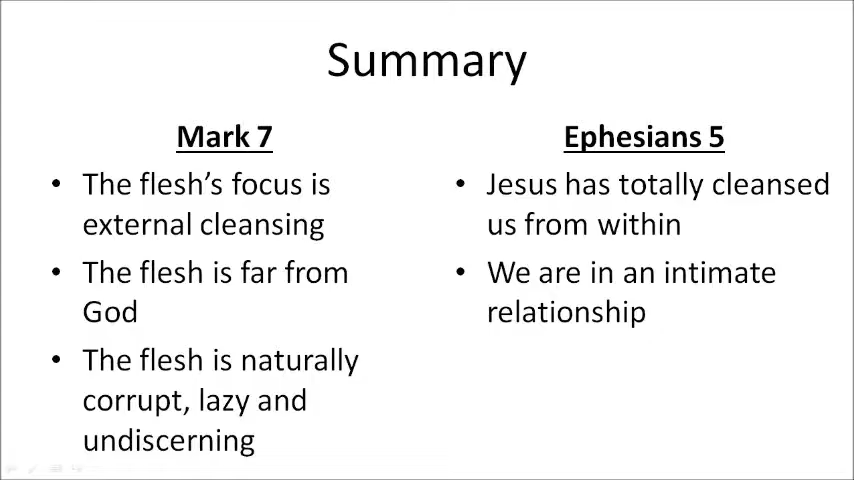 Summary
Mark 7
• The flesh's focus is
external cleansing
• The flesh is far from
God
• The flesh is naturally
corrupt, lazy and
undiscerning
Ephesians 5
• Jesus has totally cleansed
us from within
• We are in an intimate
relationship